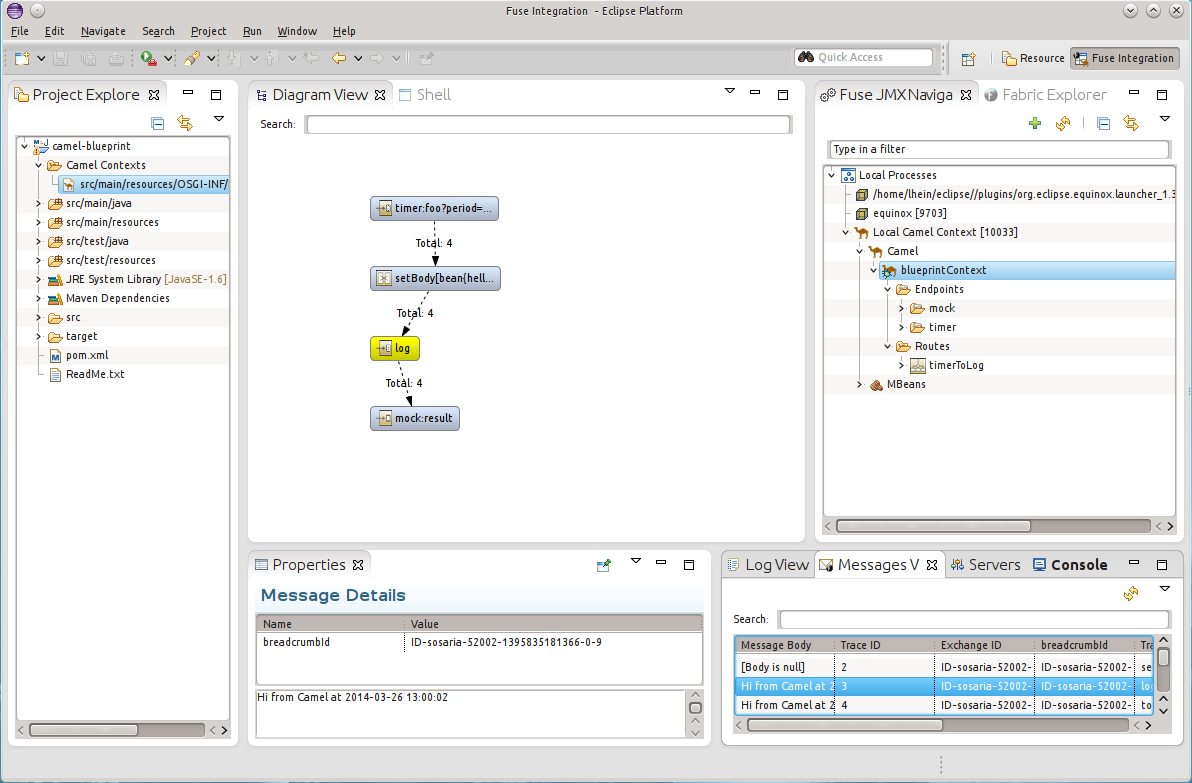 Fuse Integration - Eclipse Platform
File Edit Navigate Search Project Run Window Help
Quick Access
Resource
Fuse Integration
Project Explore
camel-blueprint
Camel Contexts
src/main/resources/OSGI-INF/
src/main/java
src/main/resources
src/test/java
src/test/resources
JRE System Library [JavaSE-1.6]
Maven Dependencies
src
target
pom.xml
ReadMe.txt
Diagram View
Shell
Search:
timer:foo?period=...
Total: 4
setBody[bean{hell...
Total: 4
log
Total: 4
mock:result
Fuse JMX Naviga
Fabric Explorer
Type in a filter
Local Processes
/home/lhein/eclipse//plugins/org.eclipse.equinox.launcher_1.3
equinox [9703]
Local Camel Context [10033]
Camel
blueprintContext
Endpoints
mock
timer
Routes
timerToLog
MBeans
Properties
Message Details
Name Value
breadcrumbId ID-sosaria-52002-1395835181366-0-9
Hi from Camel at 2014-03-26 13:00:02
Log View
Messages V
Servers
Console
Search:
Message Body Trace ID Exchange ID breadcrumbId Tra
[Body is null] 2 ID-sosaria-52002- ID-sosaria-52002- se
Hi from Camel at 2 3 ID-sosaria-52002- ID-sosaria-52002- lo
Hi from Camel at 2 4 ID-sosaria-52002- ID-sosaria-52002- to